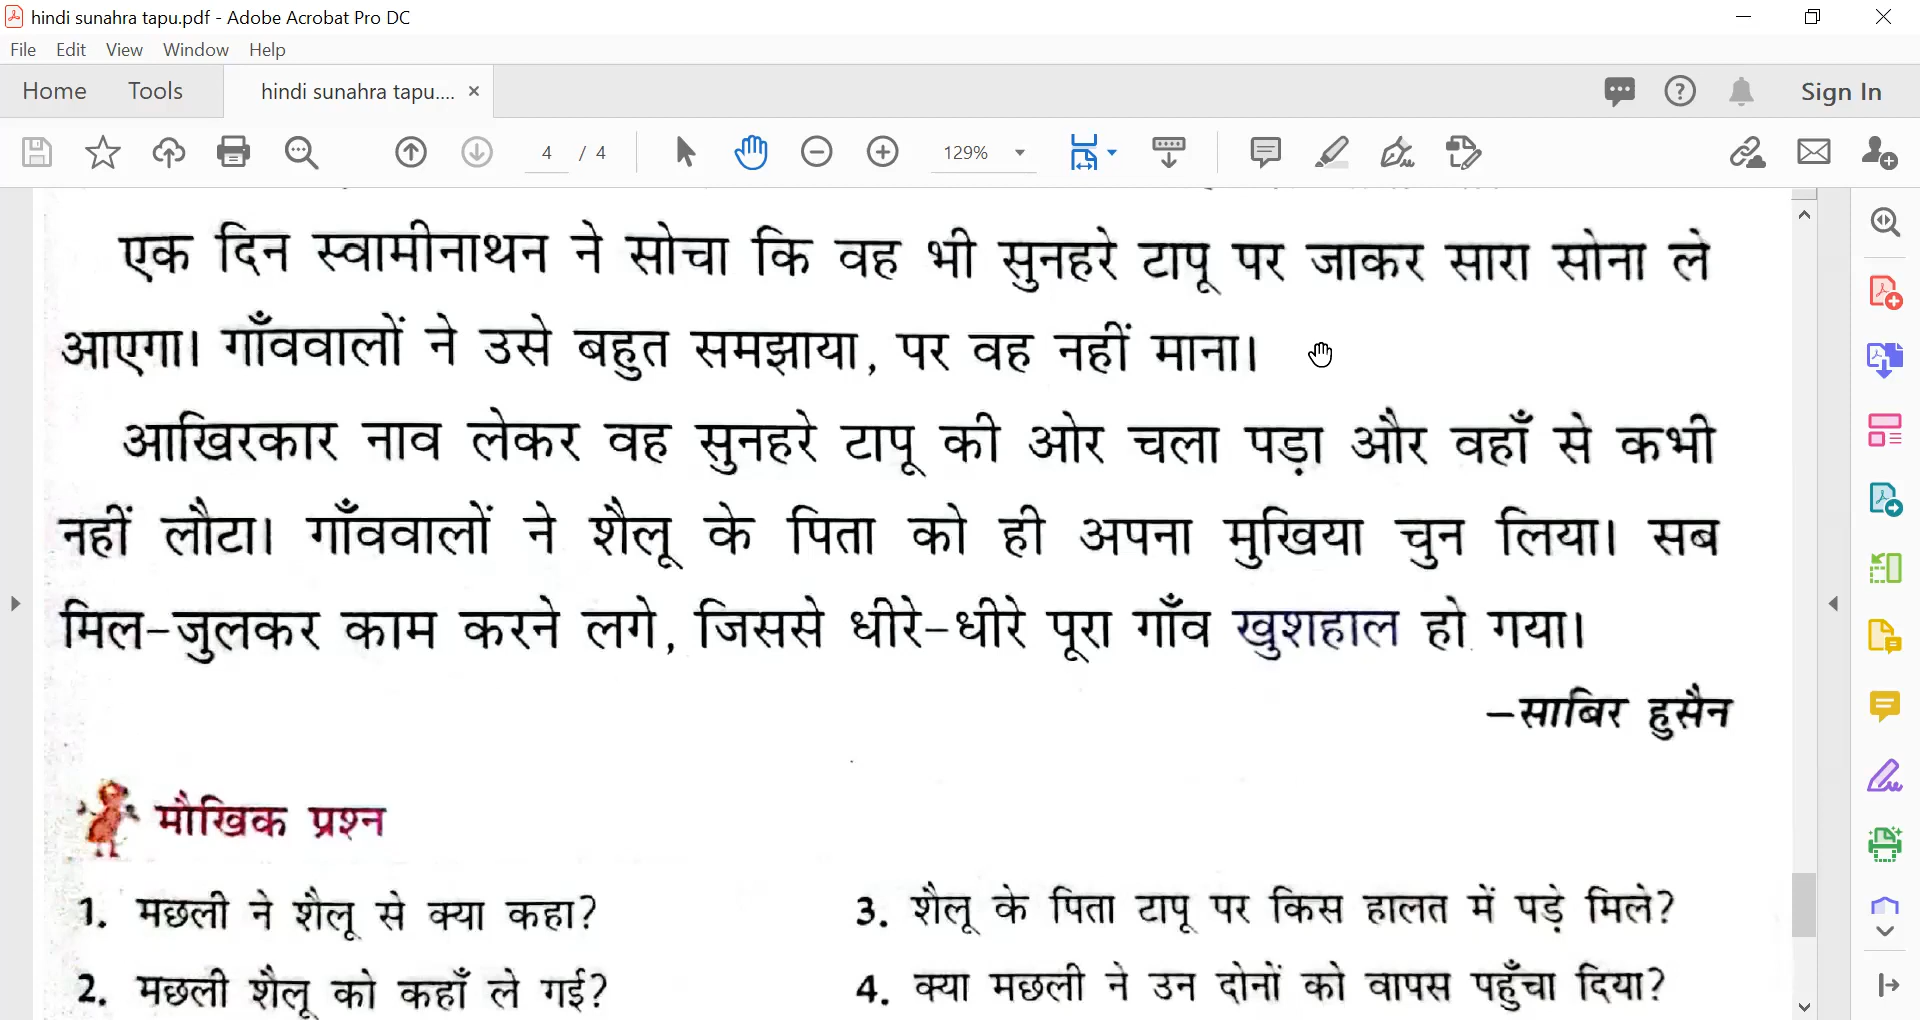 hindi sunahra tapu.pdf - Adobe Acrobat Pro DC
File Edit View Window Help
Home Tools hindi sunahra tapu.... × Sign In
4 / 4 129%
एक दिन स्वामीनाथन ने सोचा कि वह भी सुनहरे टापू पर जाकर सारा सोना ले
आएगा। गाँववालों ने उसे बहुत समझाया, पर वह नहीं माना।
आखिरकार नाव लेकर वह सुनहरे टापू की ओर चला पड़ा और वहाँ से कभी
नहीं लौटा। गाँववालों ने शैलू के पिता को ही अपना मुखिया चुन लिया। सब
मिल-जुलकर काम करने लगे, जिससे धीरे-धीरे पूरा गाँव खुशहाल हो गया।
–साबिर हुसैन
मौखिक प्रश्न
1. मछली ने शैलू से क्या कहा?
2. मछली शैलू को कहाँ ले गई?
3. शैलू के पिता टापू पर किस हालत में पड़े मिले?
4. क्या मछली ने उन दोनों को वापस पहुँचा दिया?